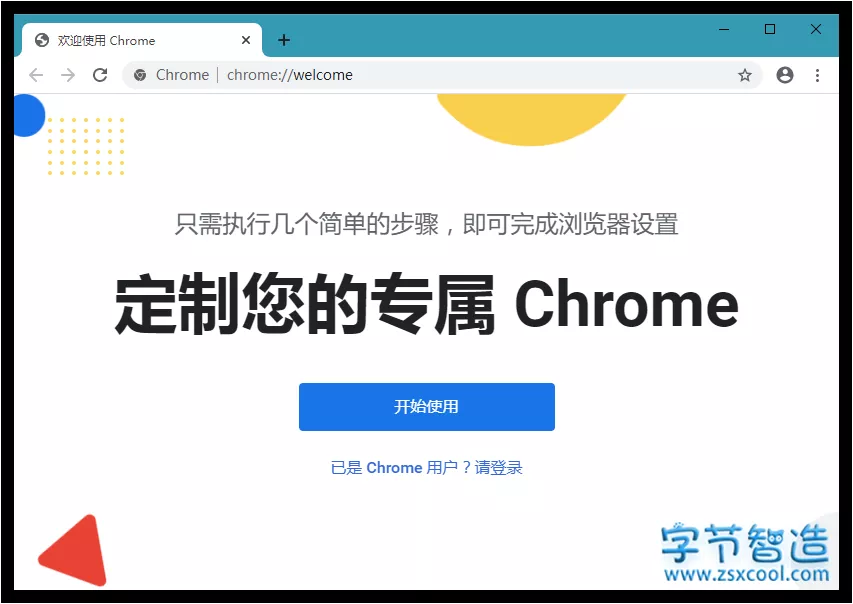 欢迎使用 Chrome
Chrome | chrome://welcome
只需执行几个简单的步骤，即可完成浏览器设置
定制您的专属 Chrome
开始使用
已是 Chrome 用户？请登录
字节智造
www.zsxcool.com